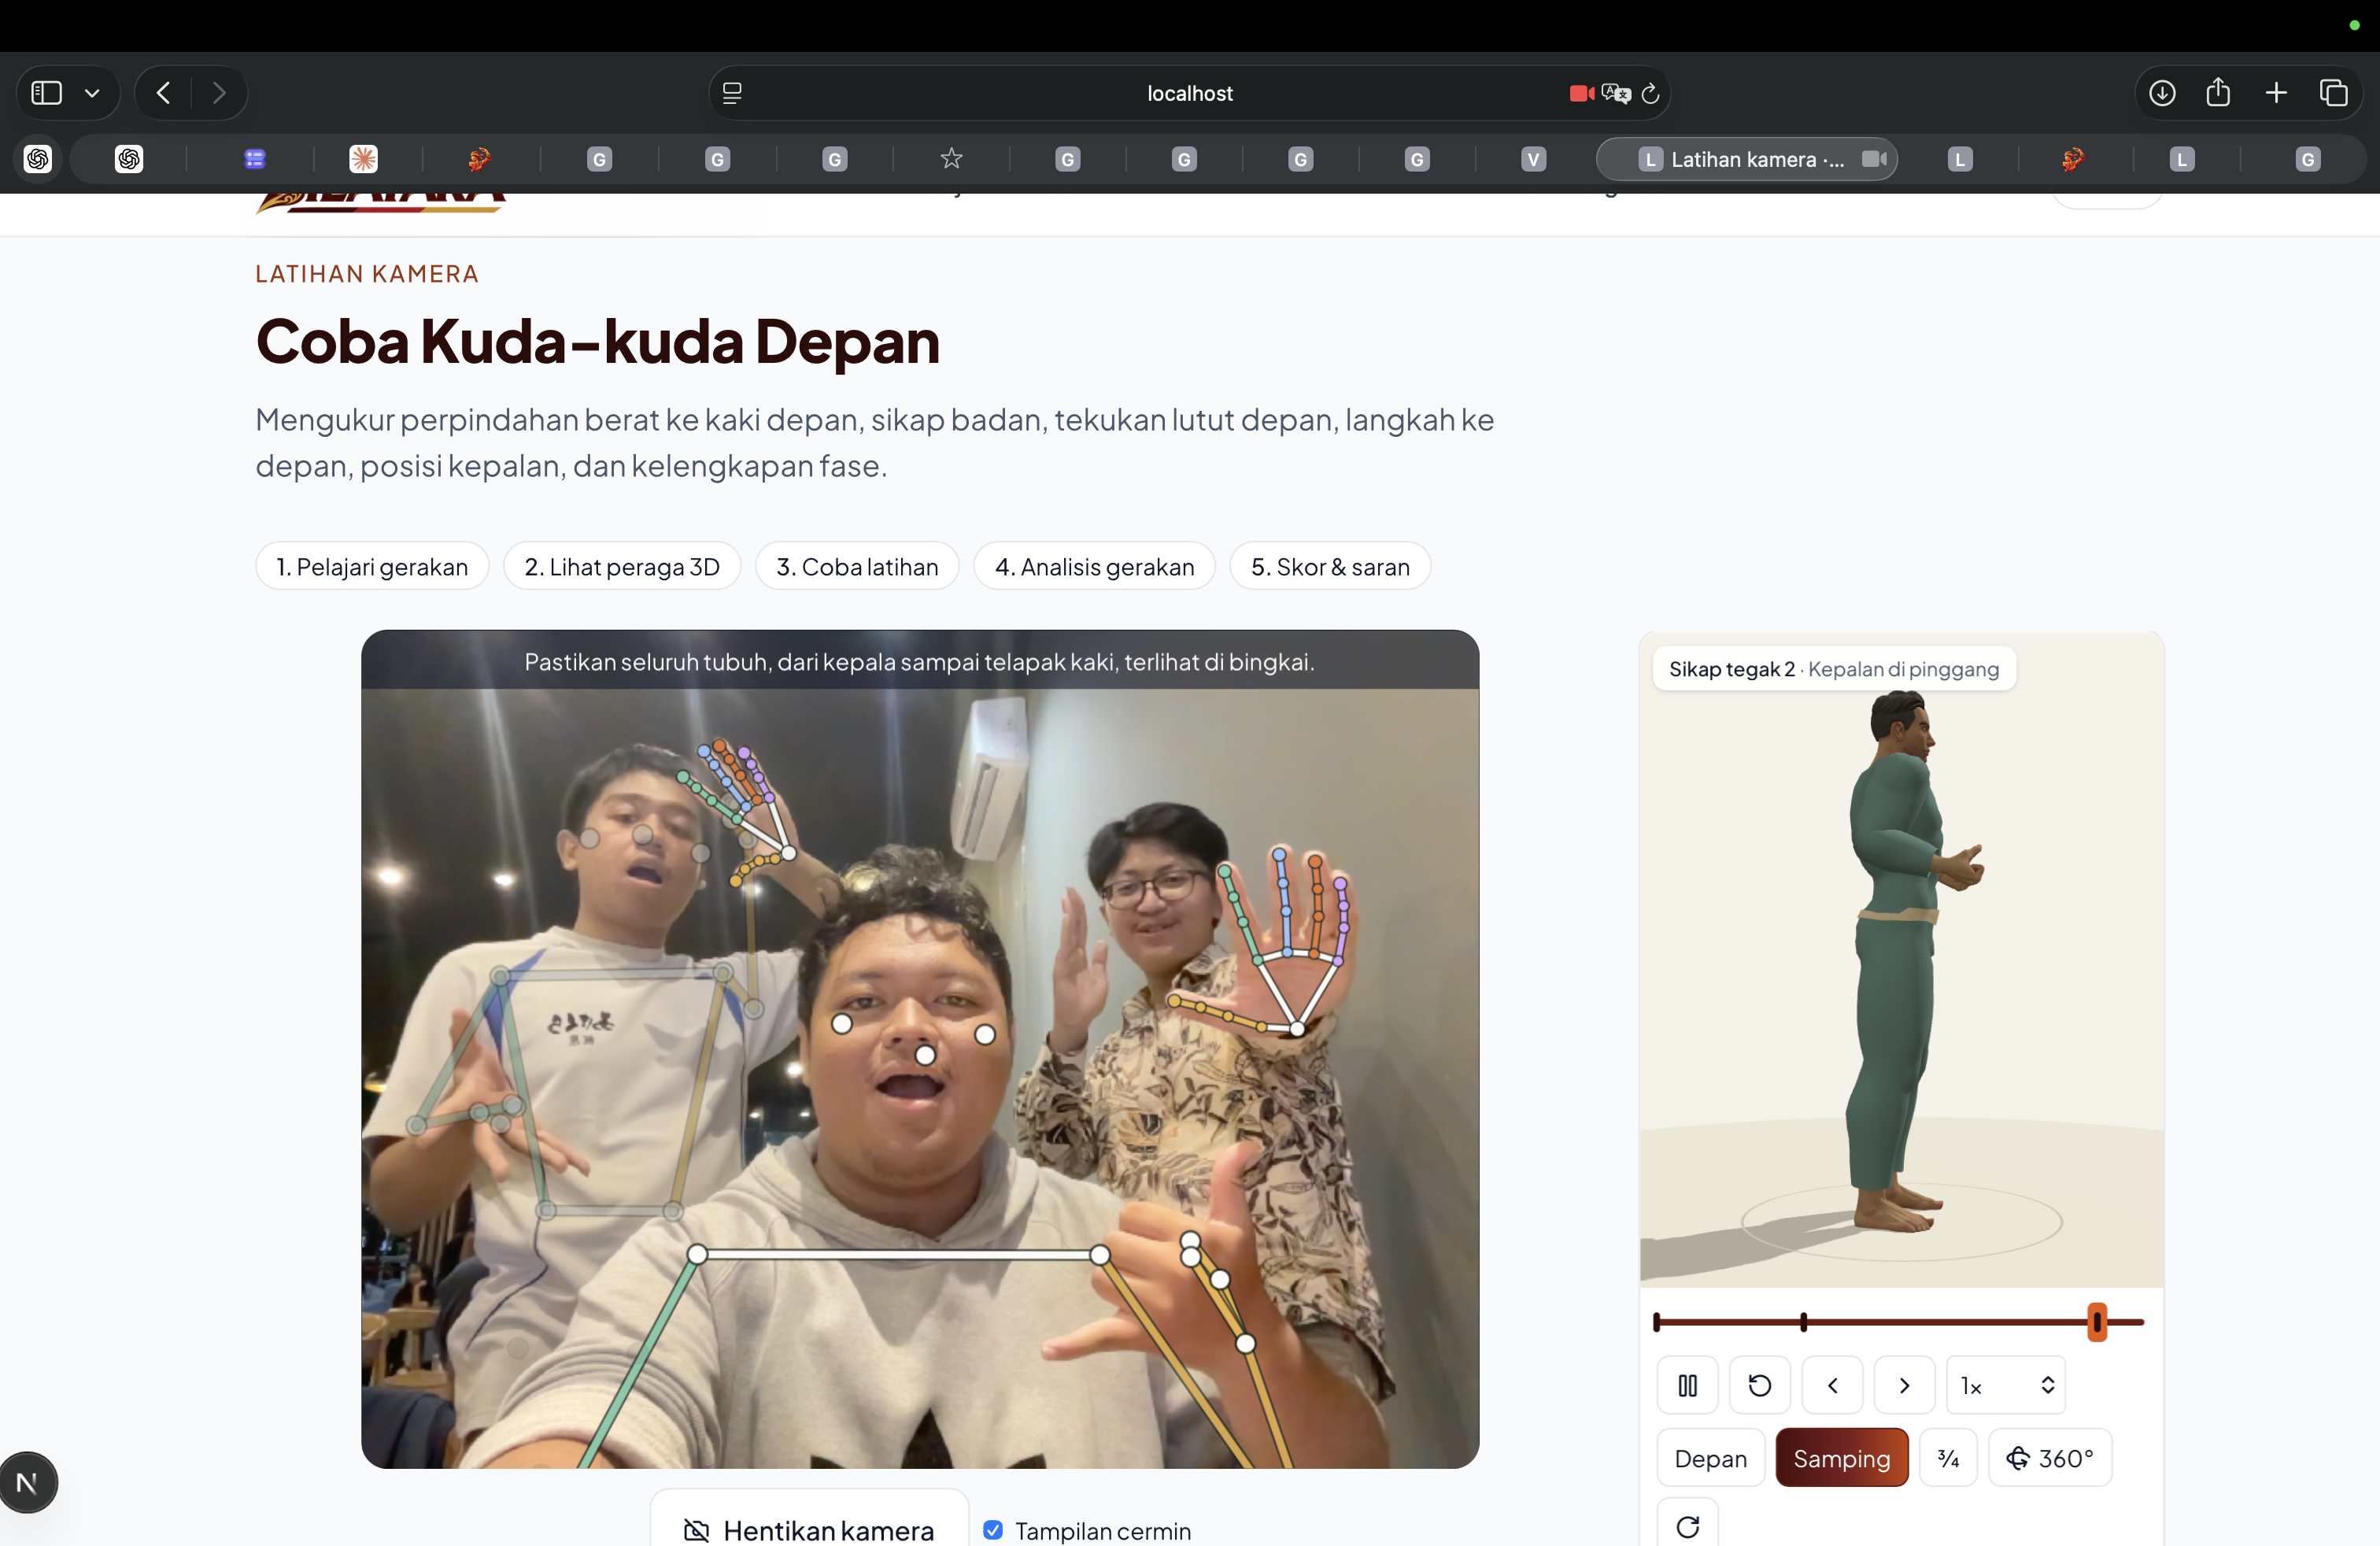 localhost
G
G
G
G
G
G
G
V
L Latihan kamera ·...
L
L
G
LATIHAN KAMERA
Coba Kuda-kuda Depan
Mengukur perpindahan berat ke kaki depan, sikap badan, tekukan lutut depan, langkah ke
depan, posisi kepalan, dan kelengkapan fase.
1. Pelajari gerakan
2. Lihat peraga 3D
3. Coba latihan
4. Analisis gerakan
5. Skor & saran
Pastikan seluruh tubuh, dari kepala sampai telapak kaki, terlihat di bingkai.
Sikap tegak 2 · Kepalan di pinggang
1x
Depan
Samping
¾
360°
N
Hentikan kamera
Tampilan cermin